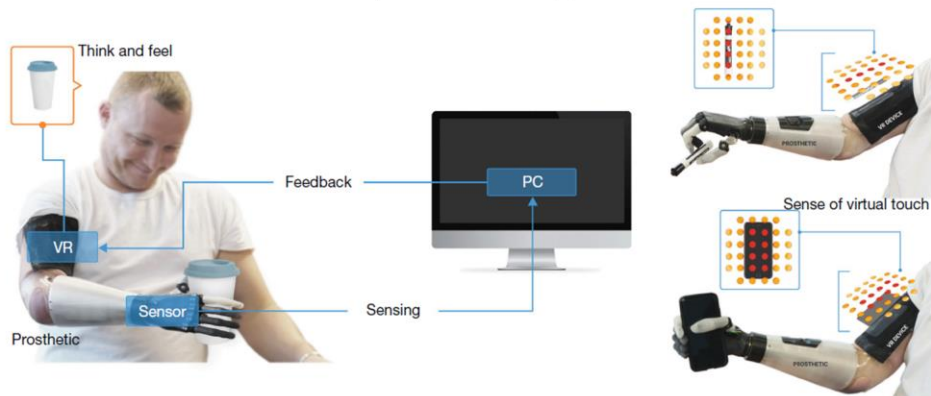 Think and feel
VR
Prosthetic
Sensor
Feedback
Sensing
PC
VR DEVICE
PROSTHETIC
Sense of virtual touch
VR DEVICE
PROSTHETIC